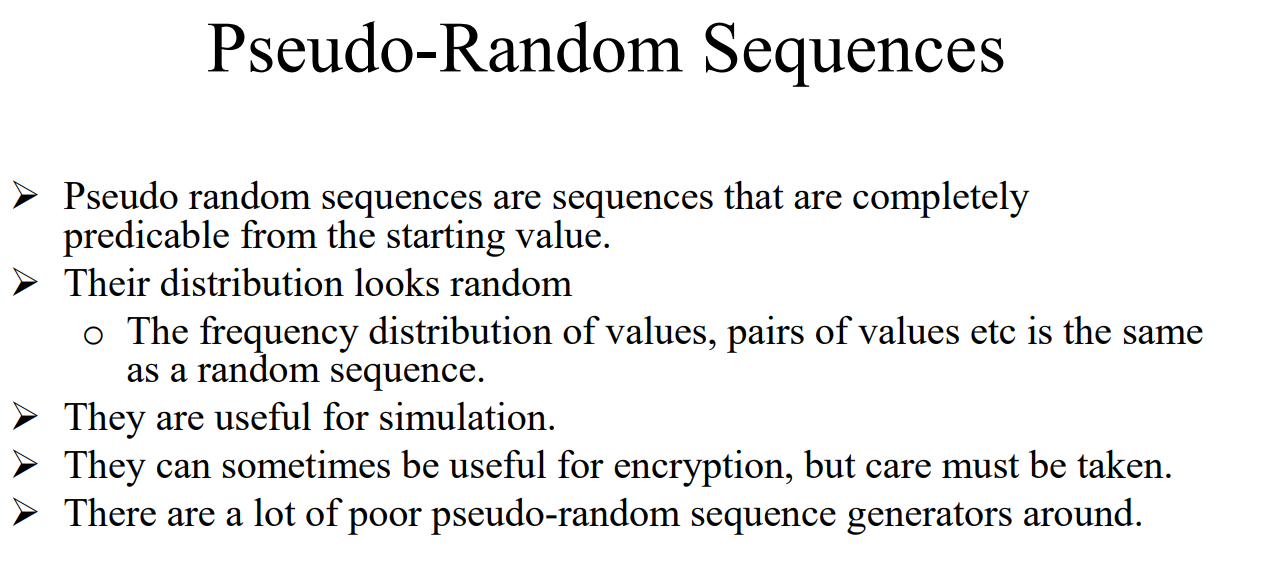 Pseudo-Random Sequences
➢ Pseudo random sequences are sequences that are completely
predicable from the starting value.
➢ Their distribution looks random
o The frequency distribution of values, pairs of values etc is the same
as a random sequence.
➢ They are useful for simulation.
➢ They can sometimes be useful for encryption, but care must be taken.
➢ There are a lot of poor pseudo-random sequence generators around.